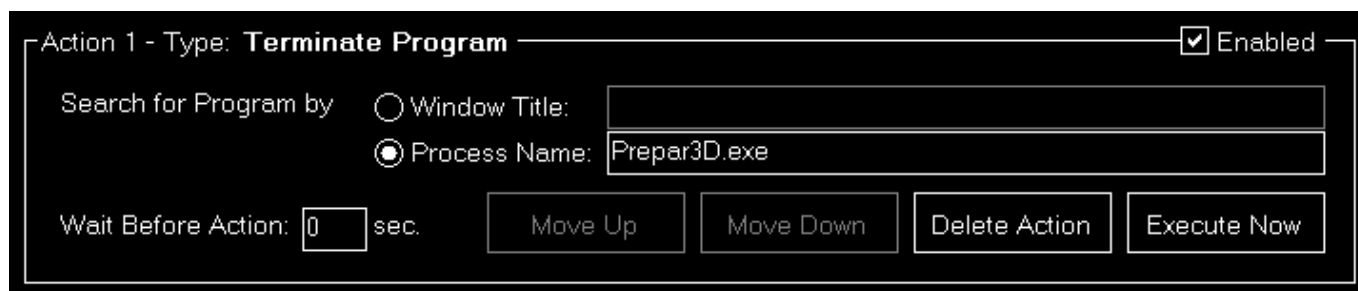 Action 1 - Type: Terminate Program Enabled
Search for Program by Window Title:
Process Name: Prepar3D.exe
Wait Before Action: 0 sec. Move Up Move Down Delete Action Execute Now